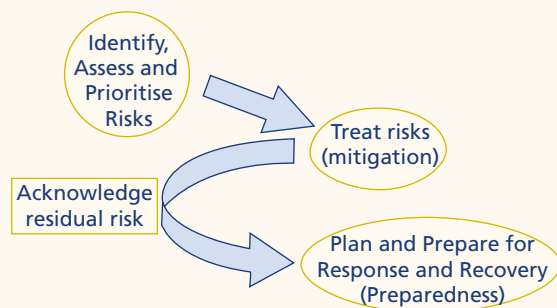 Identify,
Assess and
Prioritise
Risks
Treat risks
(mitigation)
Acknowledge
residual risk
Plan and Prepare for
Response and Recovery
(Preparedness)